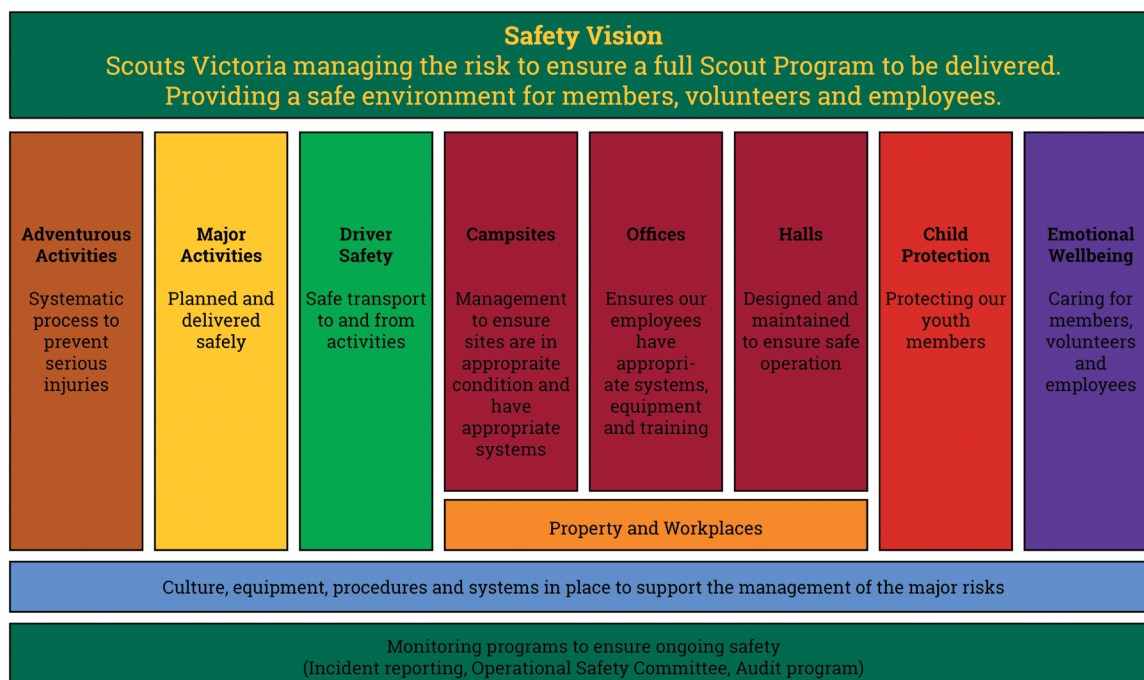 Safety Vision
Scouts Victoria managing the risk to ensure a full Scout Program to be delivered.
Providing a safe environment for members, volunteers and employees.
Adventurous
Activities
Systematic
process to
prevent
serious
injuries
Major
Activities
Planned and
delivered
safely
Driver
Safety
Safe transport
to and from
activities
Campsites
Management
to ensure
sites are in
appropraite
condition and
have
appropriate
systems
Offices
Ensures our
employees
have
appropri-
ate systems,
equipment
and training
Halls
Designed and
maintained
to ensure safe
operation
Property and Workplaces
Child
Protection
Protecting our
youth
members
Emotional
Wellbeing
Caring for
members,
volunteers
and
employees
Culture, equipment, procedures and systems in place to support the management of the major risks
Monitoring programs to ensure ongoing safety
(Incident reporting, Operational Safety Committee, Audit program)